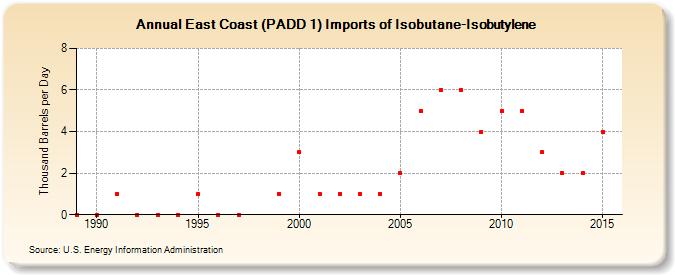 Annual East Coast (PADD 1) Imports of Isobutane-Isobutylene
Thousand Barrels per Day
8
6
4
2
0
1990 1995 2000 2005 2010 2015
Source: U.S. Energy Information Administration